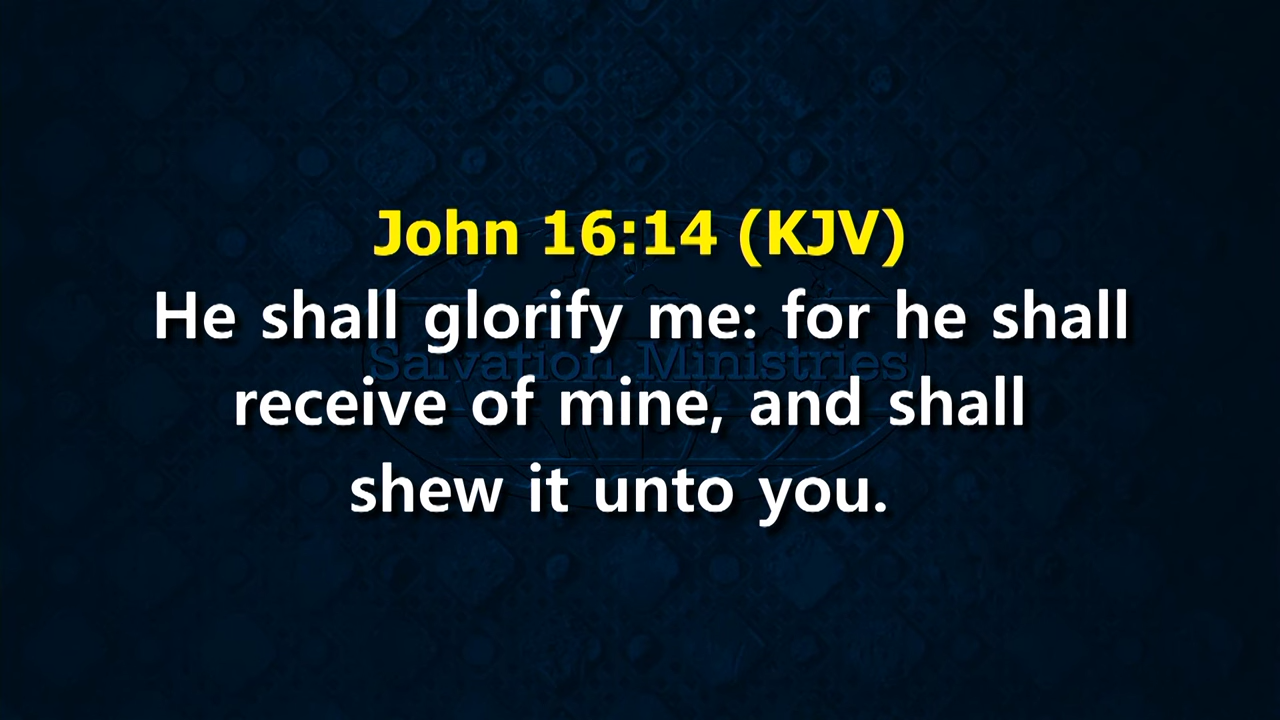 John 16:14 (KJV)
He shall glorify me: for he shall
Salvation Ministries
receive of mine, and shall
shew it unto you.